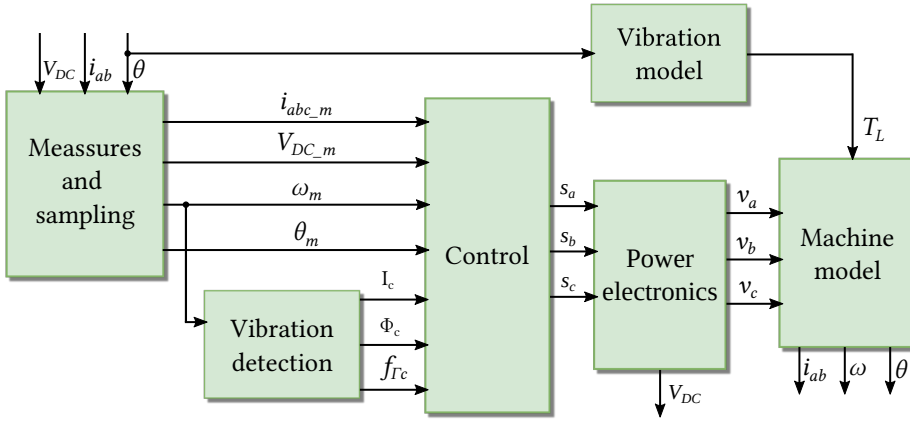 V_DC
i_ab
θ
Vibration
model
T_L
Meassures
and
sampling
i_abc_m
V_DC_m
ω_m
θ_m
Vibration
detection
I_c
Φ_c
f_Γc
Control
s_a
s_b
s_c
Power
electronics
V_DC
v_a
v_b
v_c
Machine
model
i_ab
ω
θ